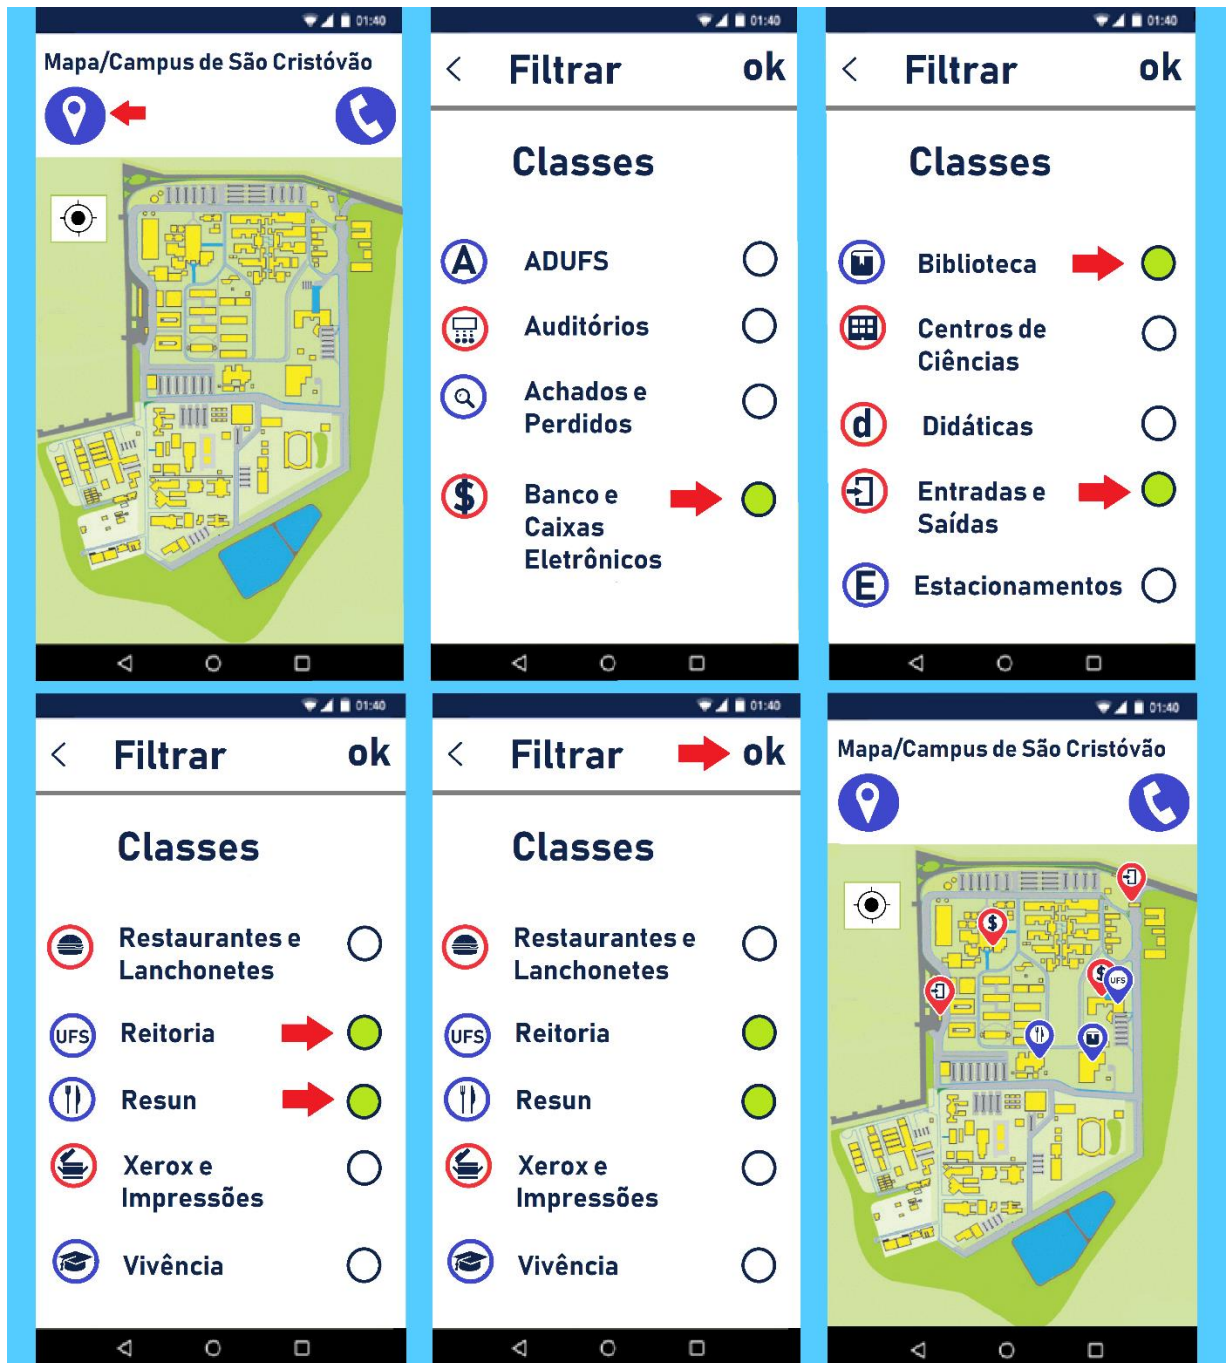 01:40
Mapa/Campus de São Cristóvão
01:40
< Filtrar ok
Classes
A ADUFS
Auditórios
Achados e
Perdidos
$ Banco e
Caixas
Eletrônicos
01:40
< Filtrar ok
Classes
Biblioteca
Centros de
Ciências
d Didáticas
Entradas e
Saídas
E Estacionamentos
01:40
< Filtrar ok
Classes
Restaurantes e
Lanchonetes
UFS Reitoria
Resun
Xerox e
Impressões
Vivência
01:40
< Filtrar ok
Classes
Restaurantes e
Lanchonetes
UFS Reitoria
Resun
Xerox e
Impressões
Vivência
01:40
Mapa/Campus de São Cristóvão
$
$
UFS